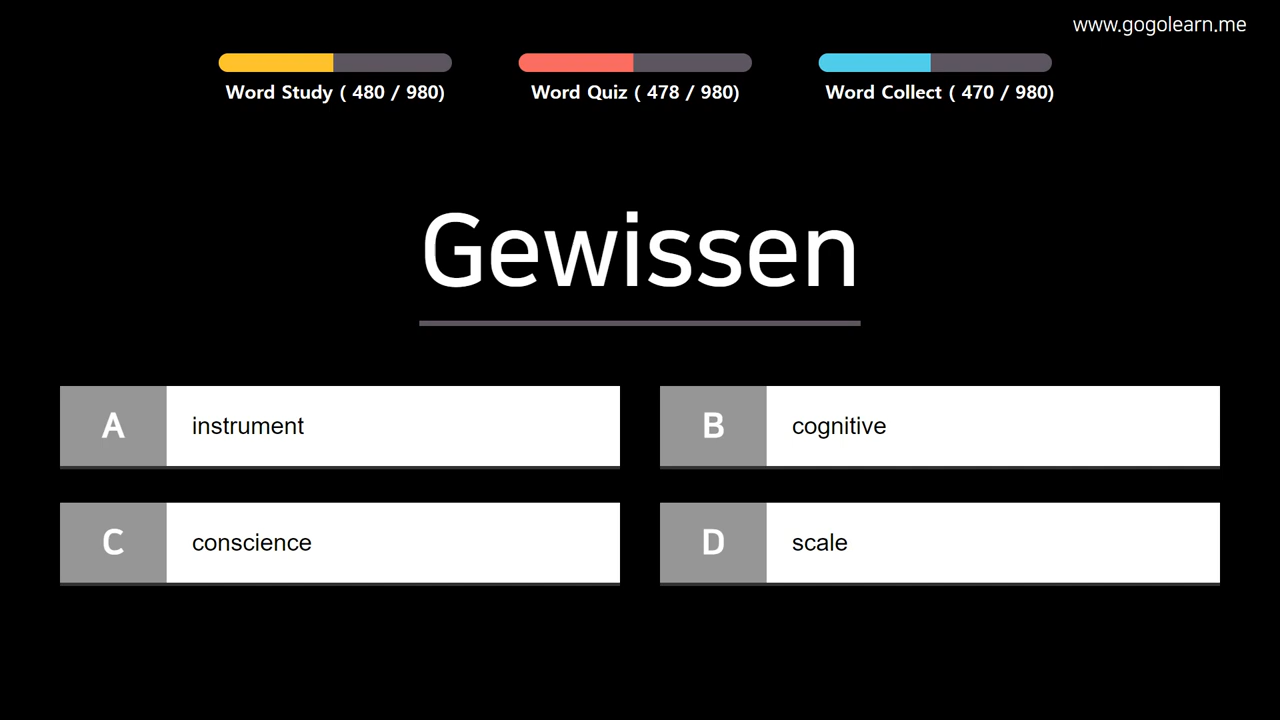 www.gogolearn.me
Word Study ( 480 / 980)
Word Quiz ( 478 / 980)
Word Collect ( 470 / 980)
Gewissen
A instrument
B cognitive
C conscience
D scale